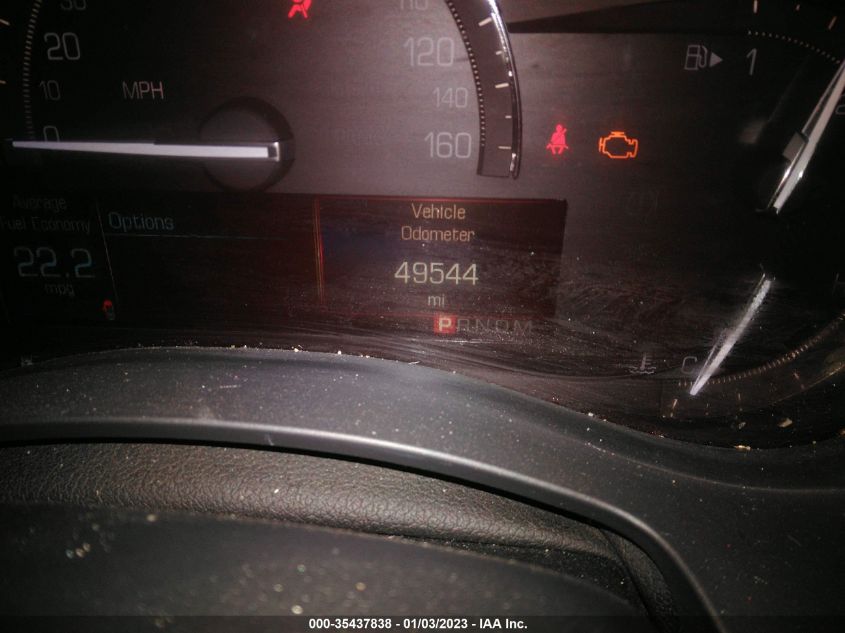 20
120
1
10
MPH
140
0
160
Average
Fuel Economy
Options
Vehicle
Odometer
22.2
49544
mpg
mi
P R N D M
C
000-35437838 - 01/03/2023 - IAA Inc.